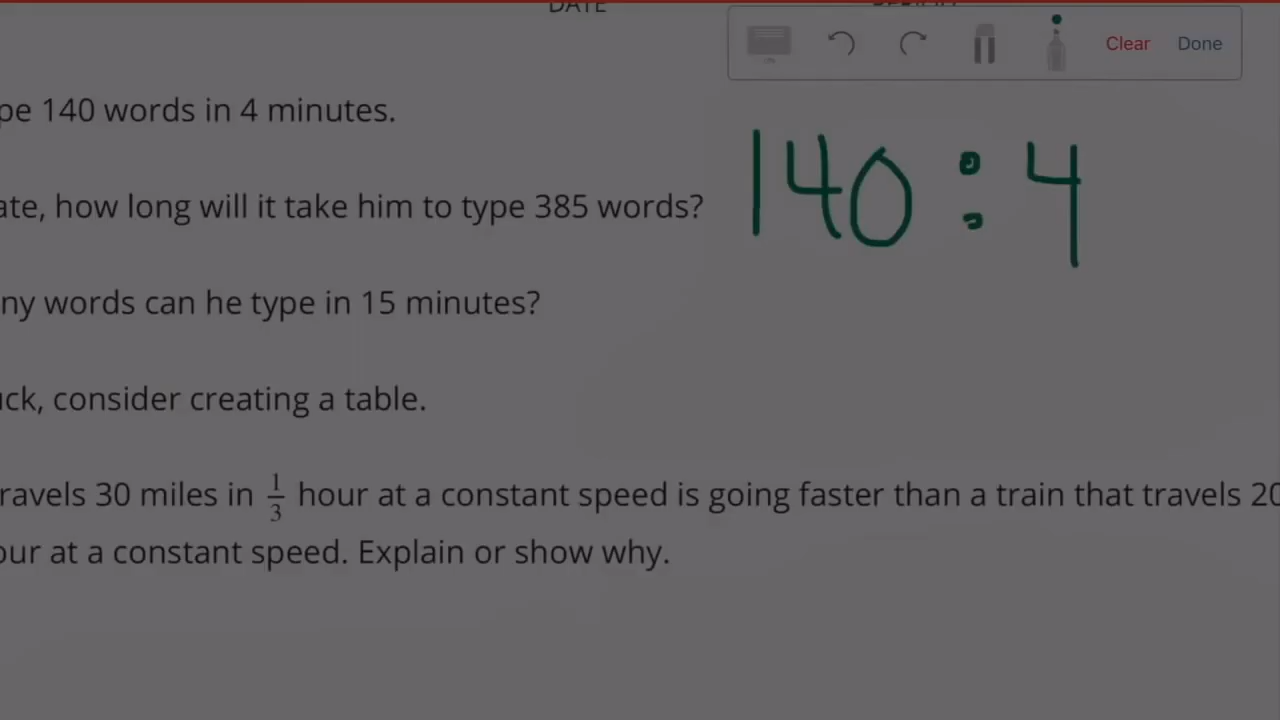 DATE
Clear Done
pe 140 words in 4 minutes.
140 : 4
ate, how long will it take him to type 385 words?
ny words can he type in 15 minutes?
ck, consider creating a table.
ravels 30 miles in 1/3 hour at a constant speed is going faster than a train that travels 20
our at a constant speed. Explain or show why.